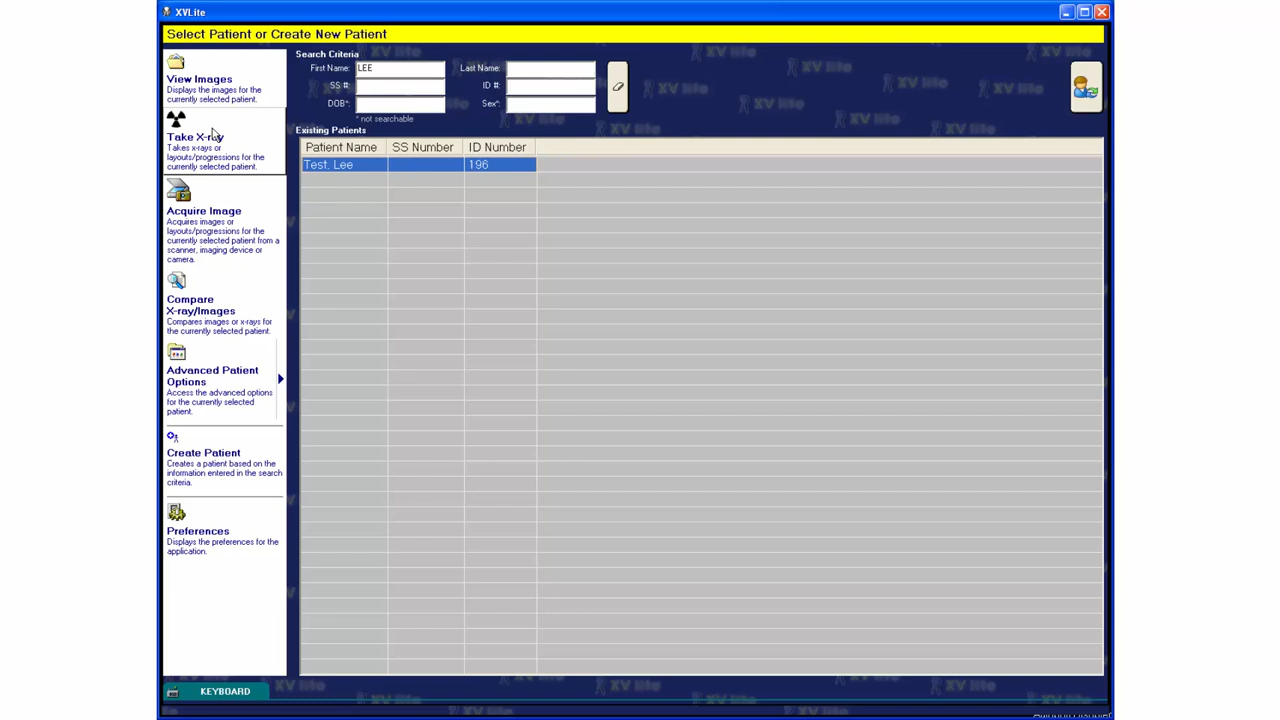 XVLite
Select Patient or Create New Patient
View Images
Displays the images for the
currently selected patient.
Take X-ray
Takes x-rays or
layouts/progressions for the
currently selected patient.
Acquire Image
Acquires images or
layouts/progressions for the
currently selected patient from a
scanner, imaging device or
camera.
Compare
X-ray/Images
Compares images or x-rays for
the currently selected patient.
Advanced Patient
Options
Access the advanced options
for the currently selected
patient.
Create Patient
Creates a patient based on the
information entered in the search
criteria.
Preferences
Displays the preferences for the
application.
KEYBOARD
Search Criteria
First Name: LEE Last Name:
SS #: ID #:
DOB*: Sex*:
* not searchable
Existing Patients
Patient Name SS Number ID Number
Test, Lee 196
XV lite